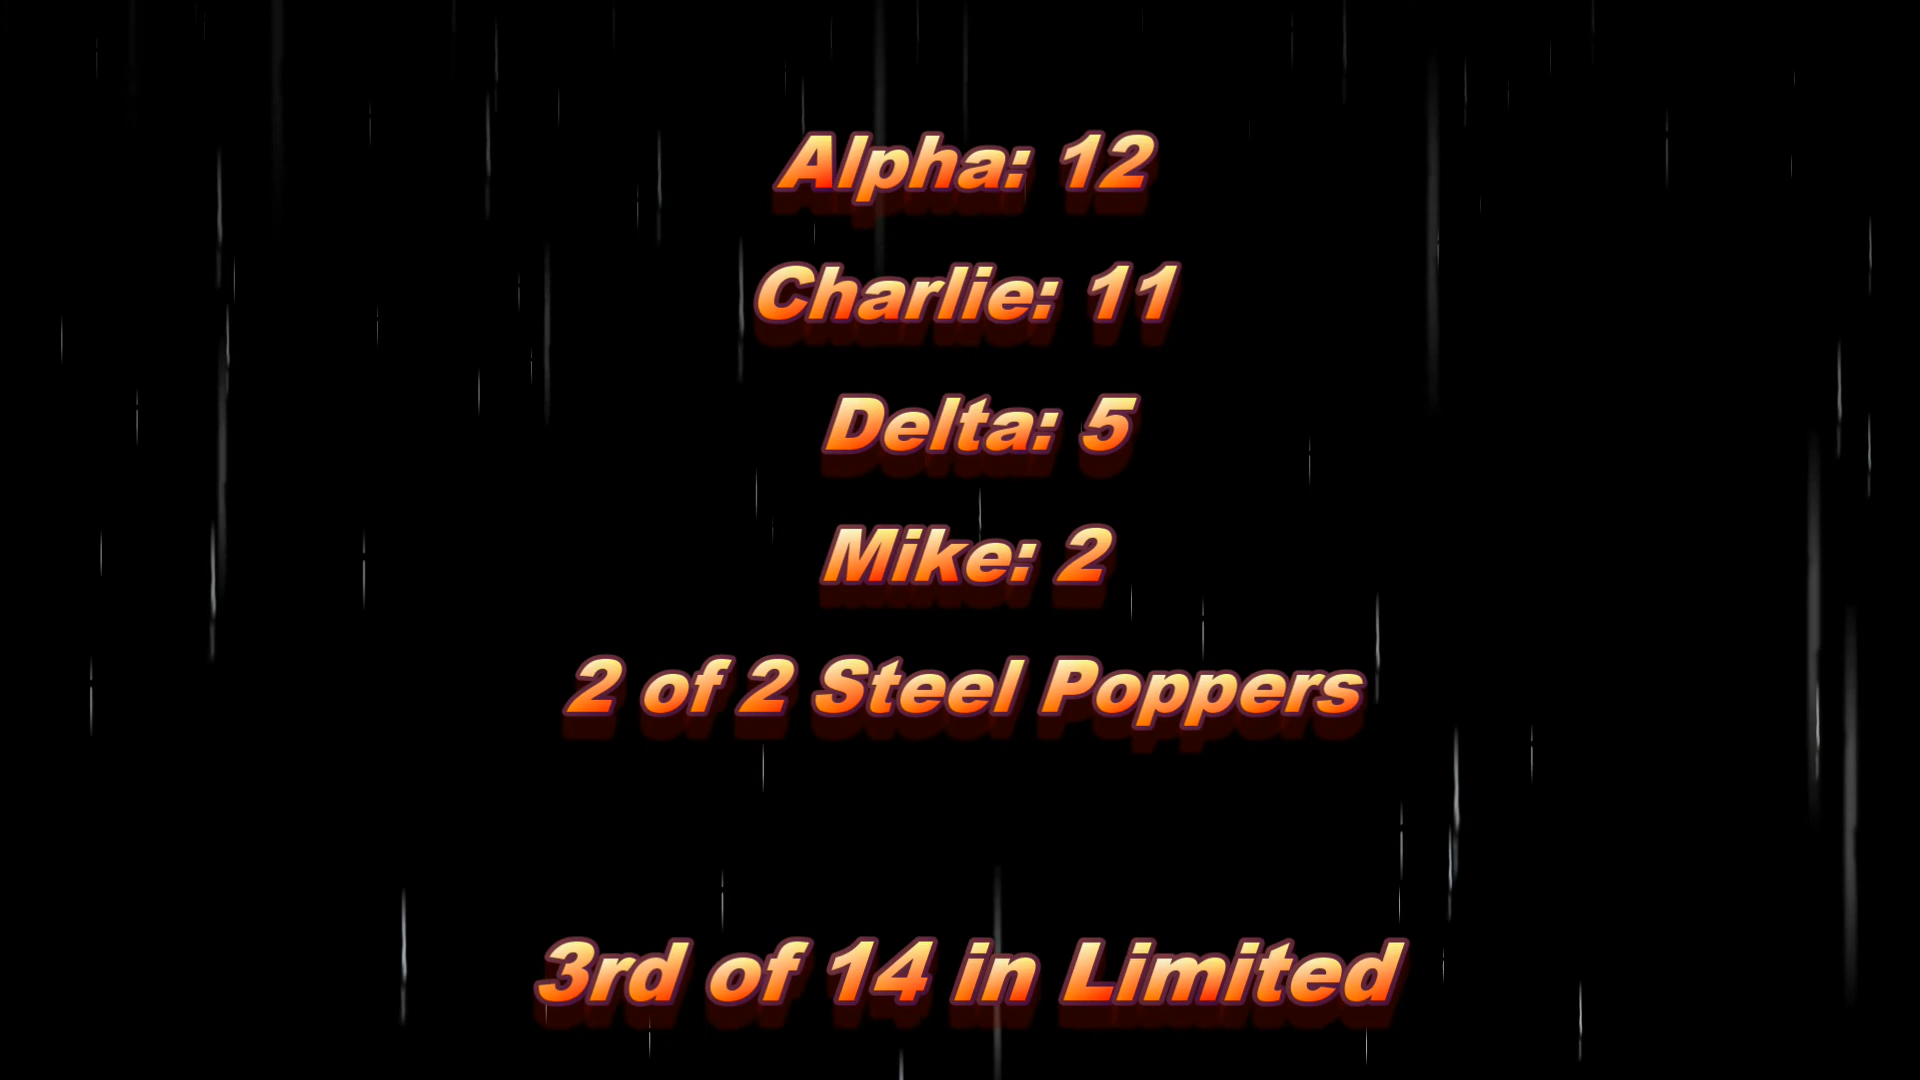 Alpha: 12
Charlie: 11
Delta: 5
Mike: 2
2 of 2 Steel Poppers
3rd of 14 in Limited